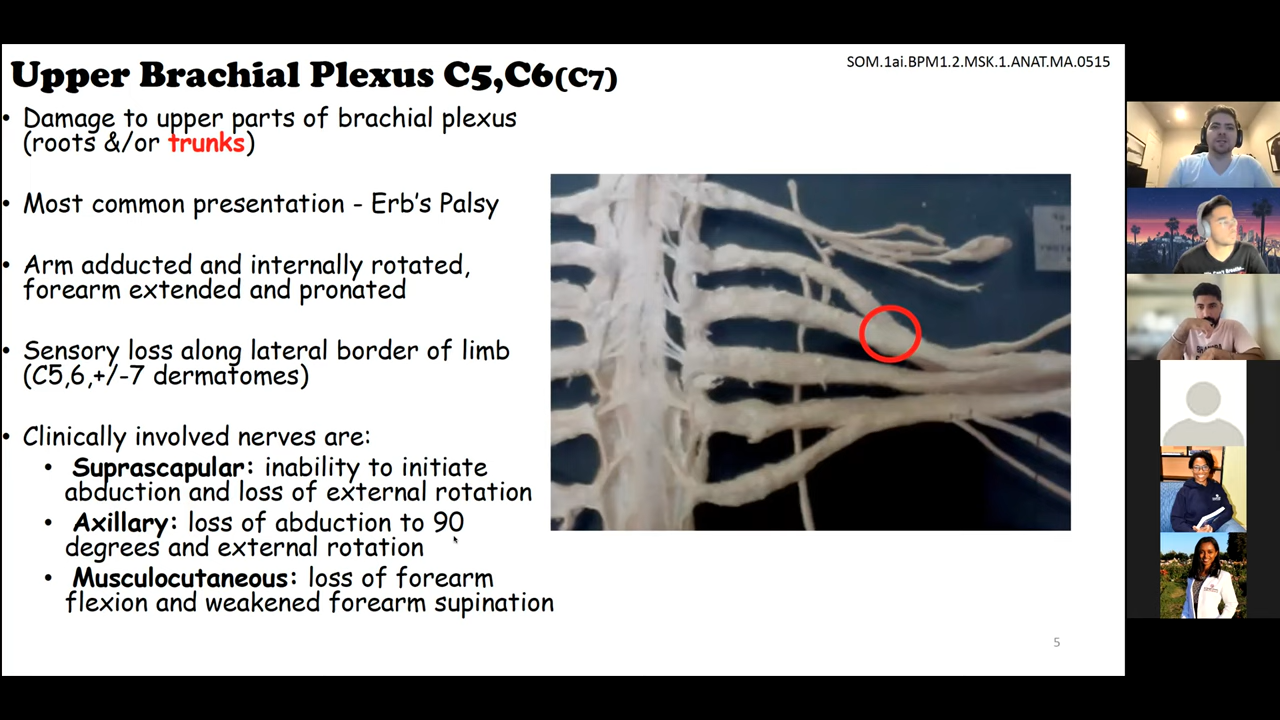 Upper Brachial Plexus C5,C6(C7)
SOM.1ai.BPM1.2.MSK.1.ANAT.MA.0515
• Damage to upper parts of brachial plexus
(roots &/or trunks)
• Most common presentation - Erb's Palsy
• Arm adducted and internally rotated,
forearm extended and pronated
• Sensory loss along lateral border of limb
(C5,6,+/-7 dermatomes)
• Clinically involved nerves are:
• Suprascapular: inability to initiate
abduction and loss of external rotation
• Axillary: loss of abduction to 90
degrees and external rotation
• Musculocutaneous: loss of forearm
flexion and weakened forearm supination
5